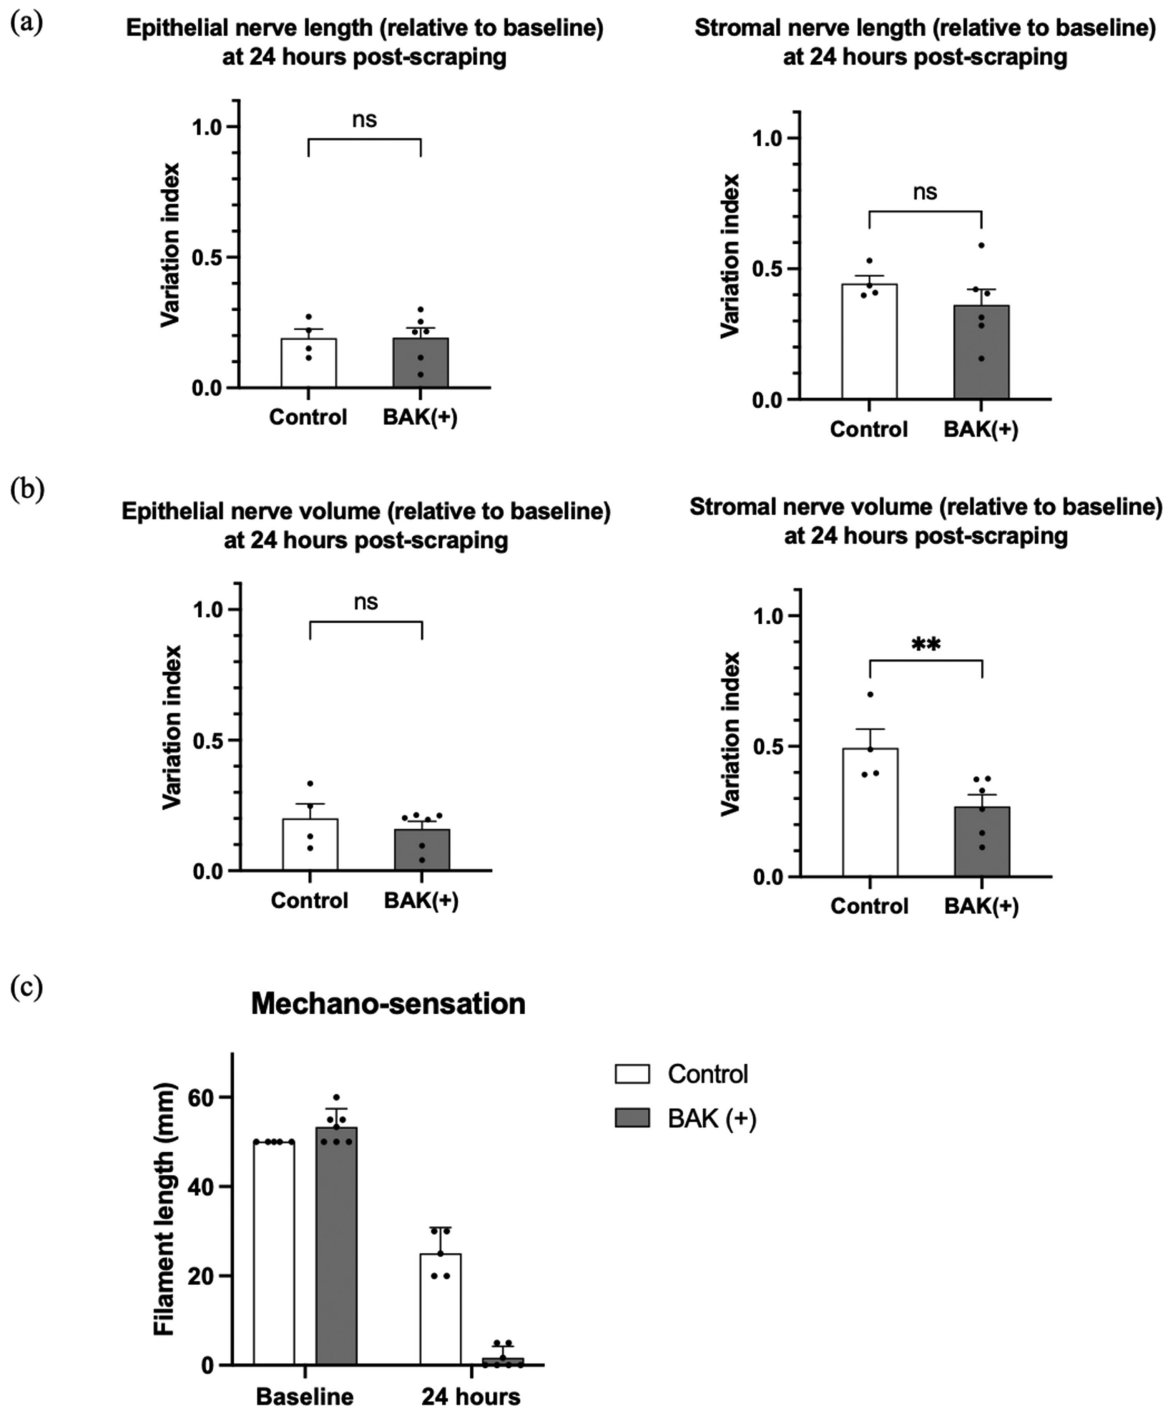 (a)
Epithelial nerve length (relative to baseline)
at 24 hours post-scraping
Stromal nerve length (relative to baseline)
at 24 hours post-scraping
Variation index
1.0
0.5
0.0
ns
Control
BAK(+)
Variation index
1.0
0.5
0.0
ns
Control
BAK(+)
(b)
Epithelial nerve volume (relative to baseline)
at 24 hours post-scraping
Stromal nerve volume (relative to baseline)
at 24 hours post-scraping
Variation index
1.0
0.5
0.0
ns
Control
BAK(+)
Variation index
1.0
0.5
0.0
**
Control
BAK(+)
(c)
Mechano-sensation
Filament length (mm)
60
40
20
0
Baseline
24 hours
Control
BAK (+)